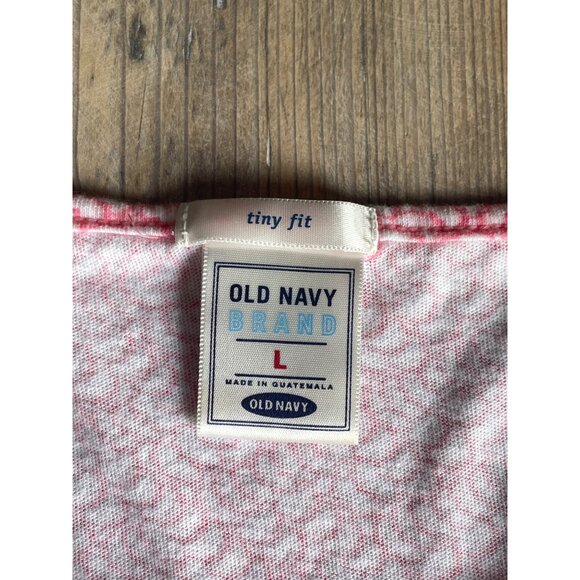 tiny fit
OLD NAVY
BRAND
L
MADE IN GUATEMALA
OLD NAVY